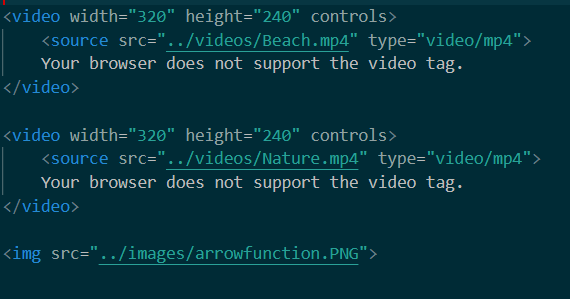 <video width="320" height="240" controls>
<source src="../videos/Beach.mp4" type="video/mp4">
Your browser does not support the video tag.
</video>
<video width="320" height="240" controls>
<source src="../videos/Nature.mp4" type="video/mp4">
Your browser does not support the video tag.
</video>
<img src="../images/arrowfunction.PNG">